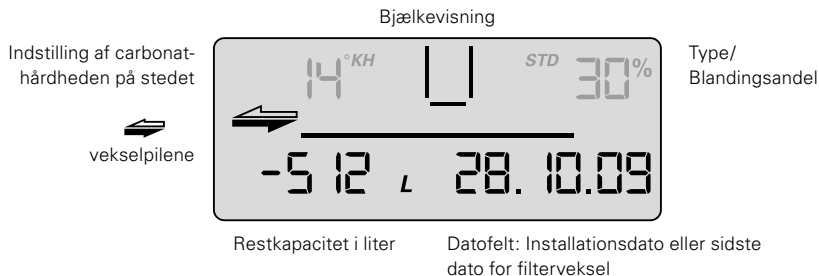 Bjælkevisning
Indstilling af carbonat-
hårdheden på stedet
14 °KH
STD 30%
Type/
Blandingsandel
vekselpilene
-512 L 28.10.09
Restkapacitet i liter
Datofelt: Installationsdato eller sidste
dato for filterveksel